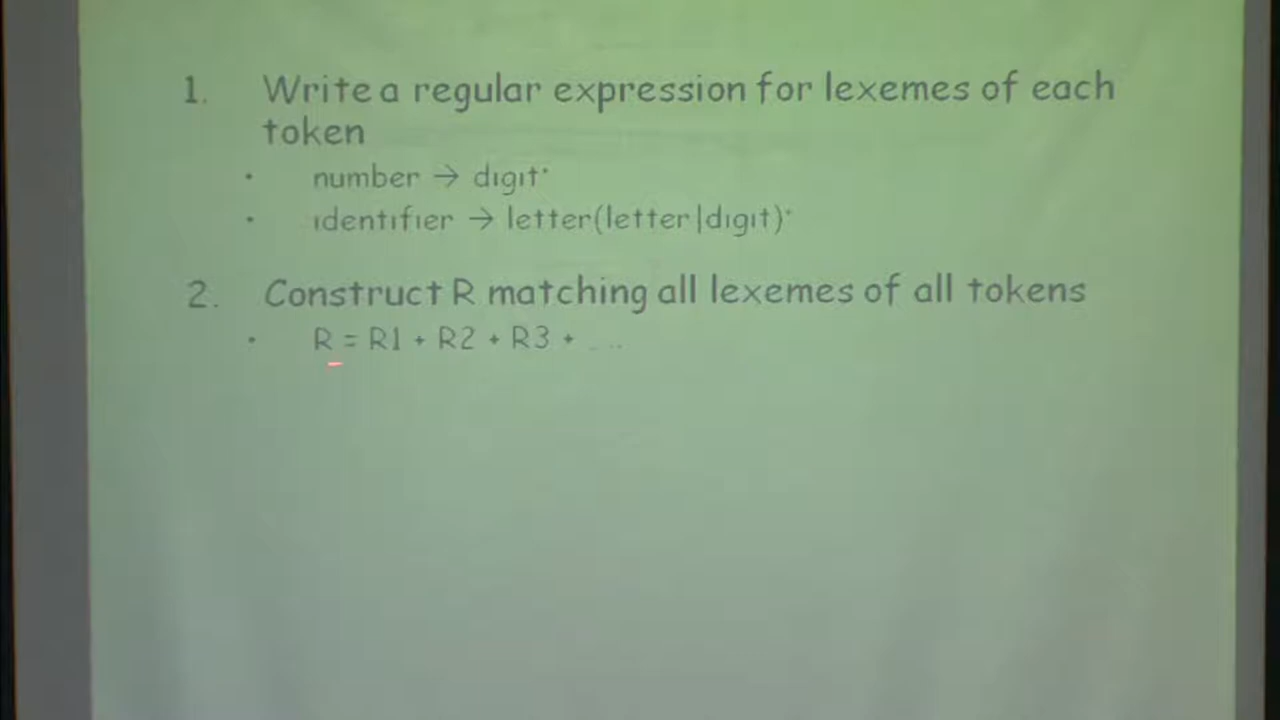 1. Write a regular expression for lexemes of each
token
• number → digit*
• identifier → letter(letter|digit)*
2. Construct R matching all lexemes of all tokens
• R = R1 + R2 + R3 + ....